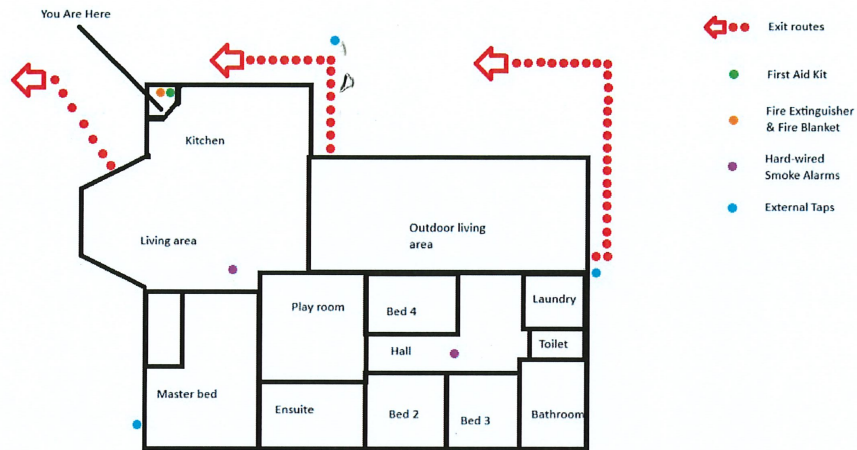 You Are Here
Exit routes
First Aid Kit
Fire Extinguisher
& Fire Blanket
Hard-wired
Smoke Alarms
External Taps
Kitchen
Living area
Outdoor living
area
Play room
Bed 4
Laundry
Hall
Toilet
Master bed
Ensuite
Bed 2
Bed 3
Bathroom